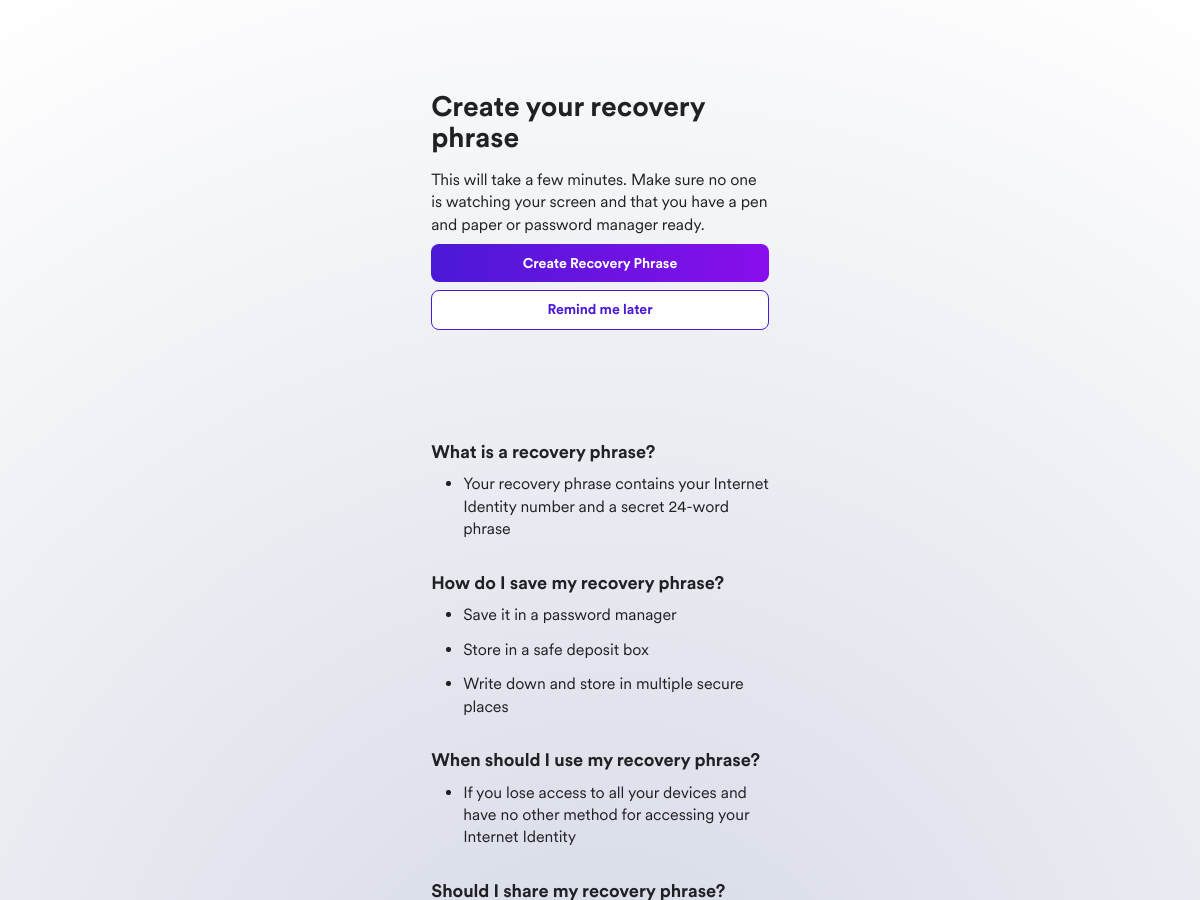 Create your recovery
phrase
This will take a few minutes. Make sure no one
is watching your screen and that you have a pen
and paper or password manager ready.
Create Recovery Phrase
Remind me later
What is a recovery phrase?
Your recovery phrase contains your Internet
Identity number and a secret 24-word
phrase
How do I save my recovery phrase?
Save it in a password manager
Store in a safe deposit box
Write down and store in multiple secure
places
When should I use my recovery phrase?
If you lose access to all your devices and
have no other method for accessing your
Internet Identity
Should I share my recovery phrase?